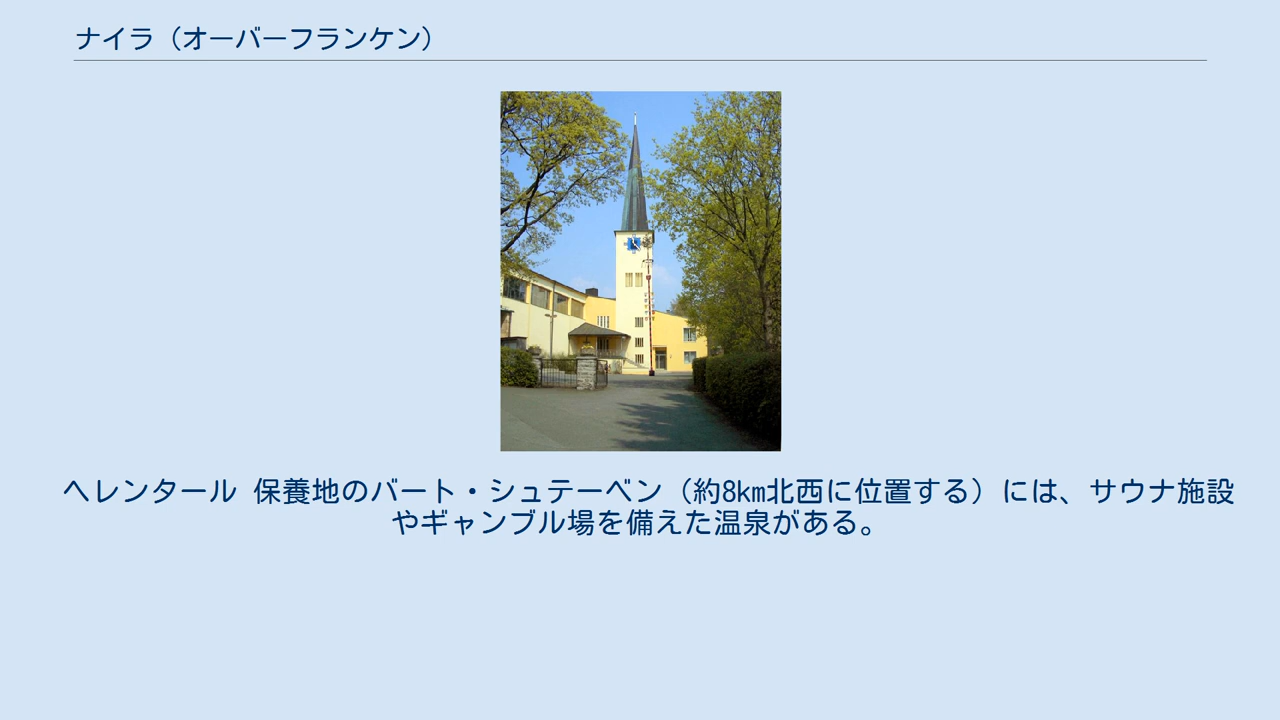 ナイラ（オーバーフランケン）
ヘレンタール 保養地のバート・シュテーベン（約8km北西に位置する）には、サウナ施設
やギャンブル場を備えた温泉がある。